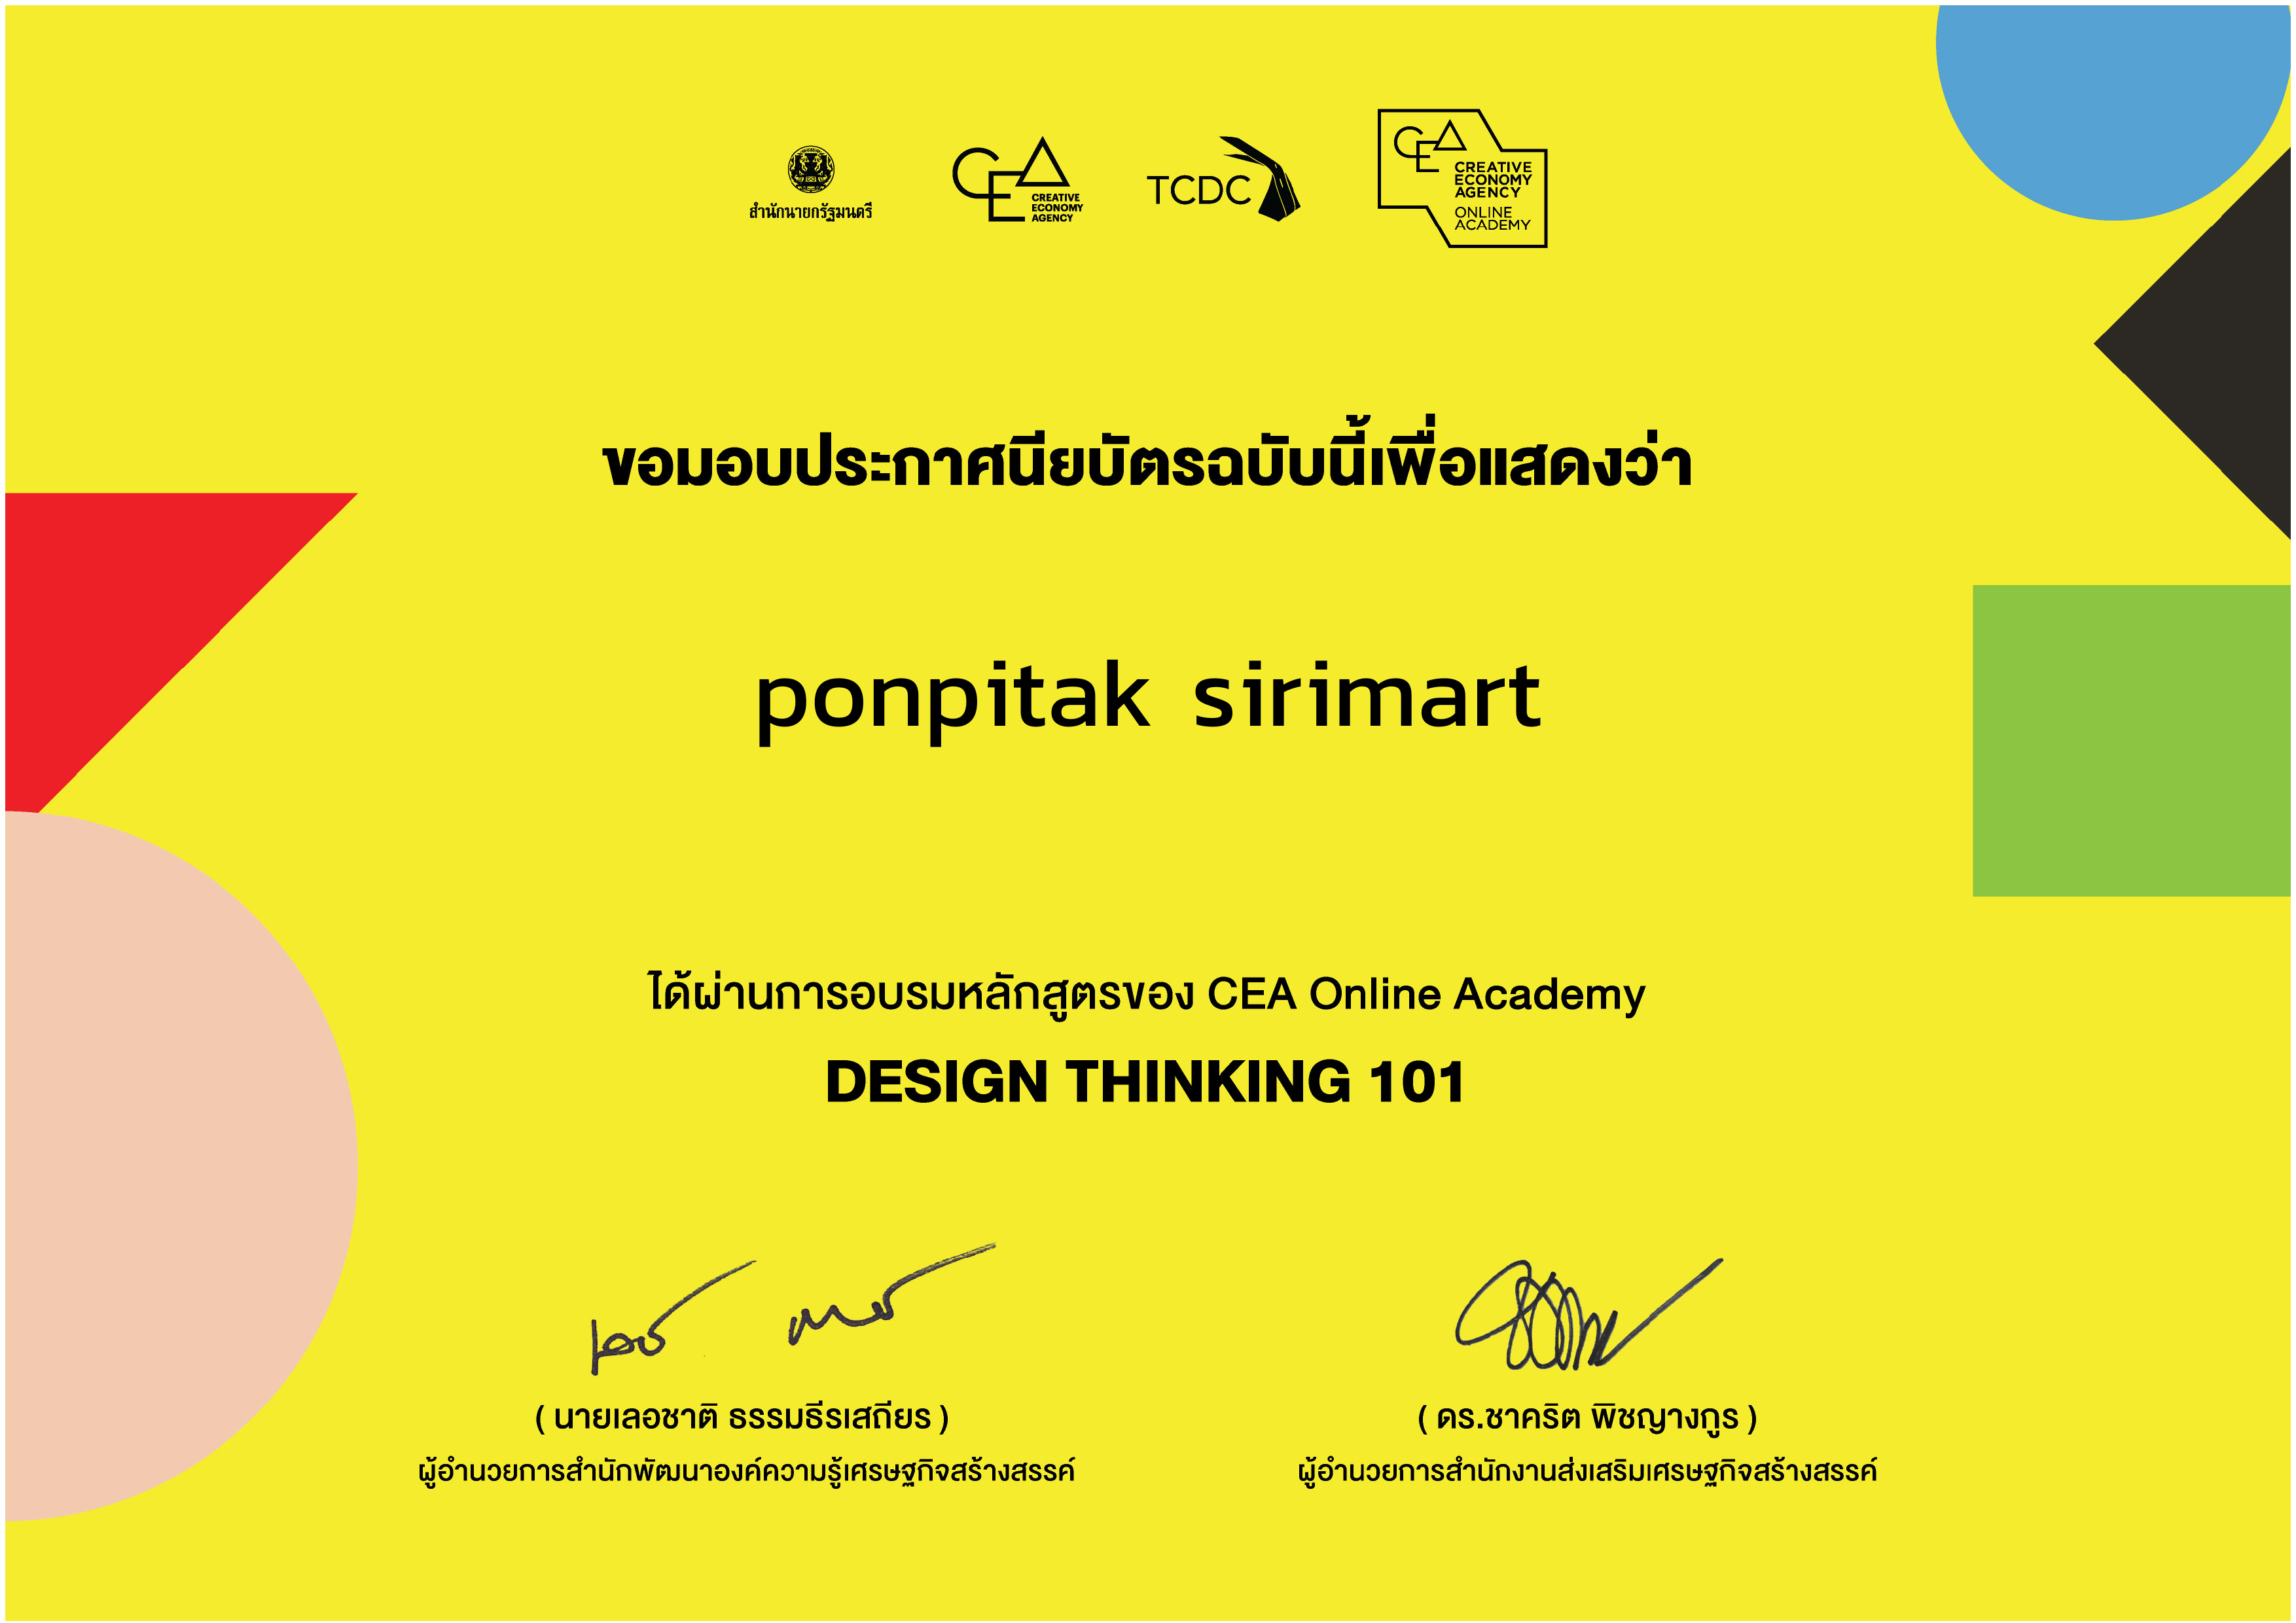 สำนักนายกรัฐมนตรี
CEA
CREATIVE
ECONOMY
AGENCY
TCDC
CEA
CREATIVE
ECONOMY
AGENCY
ONLINE
ACADEMY
ขอมอบประกาศนียบัตรฉบับนี้เพื่อแสดงว่า
ponpitak sirimart
ได้ผ่านการอบรมหลักสูตรของ CEA Online Academy
DESIGN THINKING 101
( นายเลอชาติ ธรรมธีรเสถียร )
ผู้อำนวยการสำนักพัฒนาองค์ความรู้เศรษฐกิจสร้างสรรค์
( ดร.ชาคริต พิชญางกูร )
ผู้อำนวยการสำนักงานส่งเสริมเศรษฐกิจสร้างสรรค์